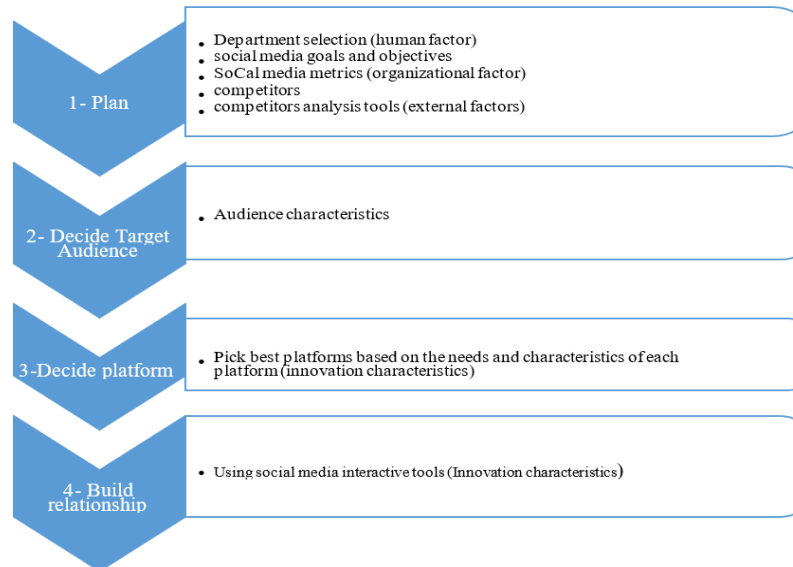 1- Plan
• Department selection (human factor)
• social media goals and objectives
• SoCal media metrics (organizational factor)
• competitors
• competitors analysis tools (external factors)
2- Decide Target
Audience
• Audience characteristics
3-Decide platform
• Pick best platforms based on the needs and characteristics of each
platform (innovation characteristics)
4- Build
relationship
• Using social media interactive tools (Innovation characteristics)